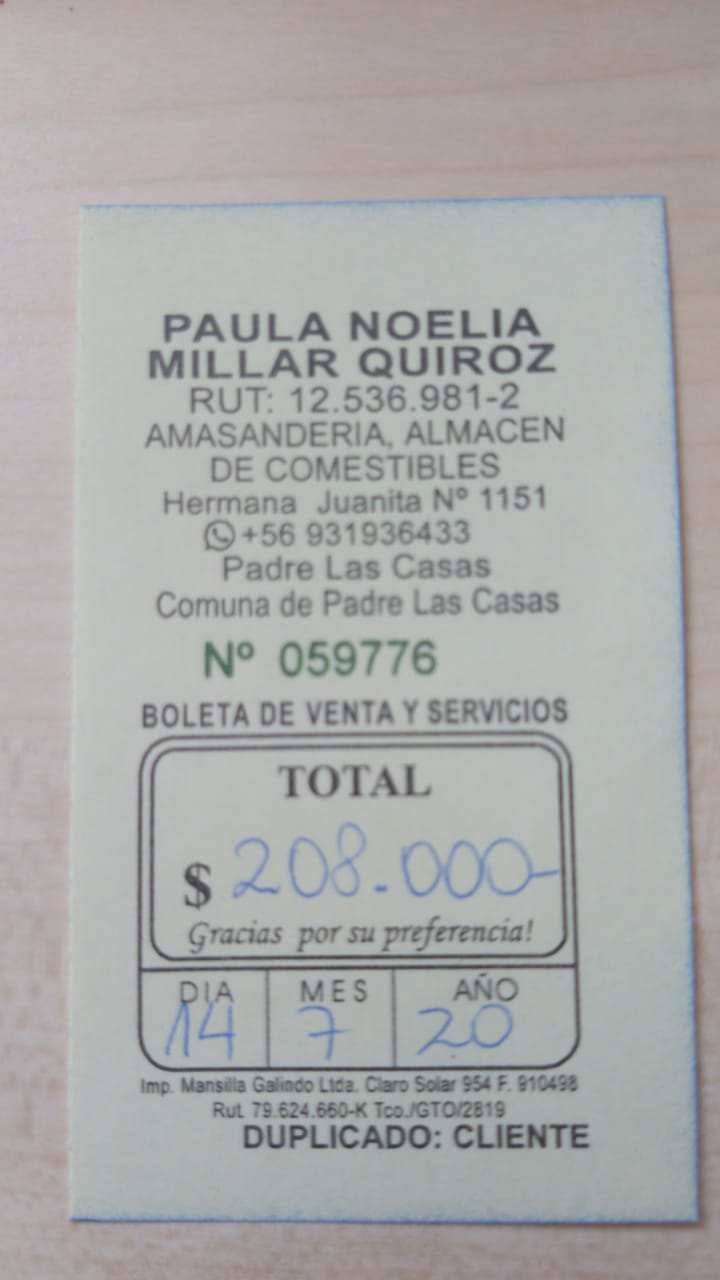 PAULA NOELIA
MILLAR QUIROZ
RUT: 12.536.981-2
AMASANDERIA, ALMACEN
DE COMESTIBLES
Hermana Juanita Nº 1151
+56 931936433
Padre Las Casas
Comuna de Padre Las Casas
Nº 059776
BOLETA DE VENTA Y SERVICIOS
TOTAL
$ 208.000-
Gracias por su preferencia!
DIA MES AÑO
14 7 20
Imp. Mansilla Galindo Ltda. Claro Solar 954 F. 910498
Rut. 79.624.660-K Tco./GTO/2819
DUPLICADO: CLIENTE